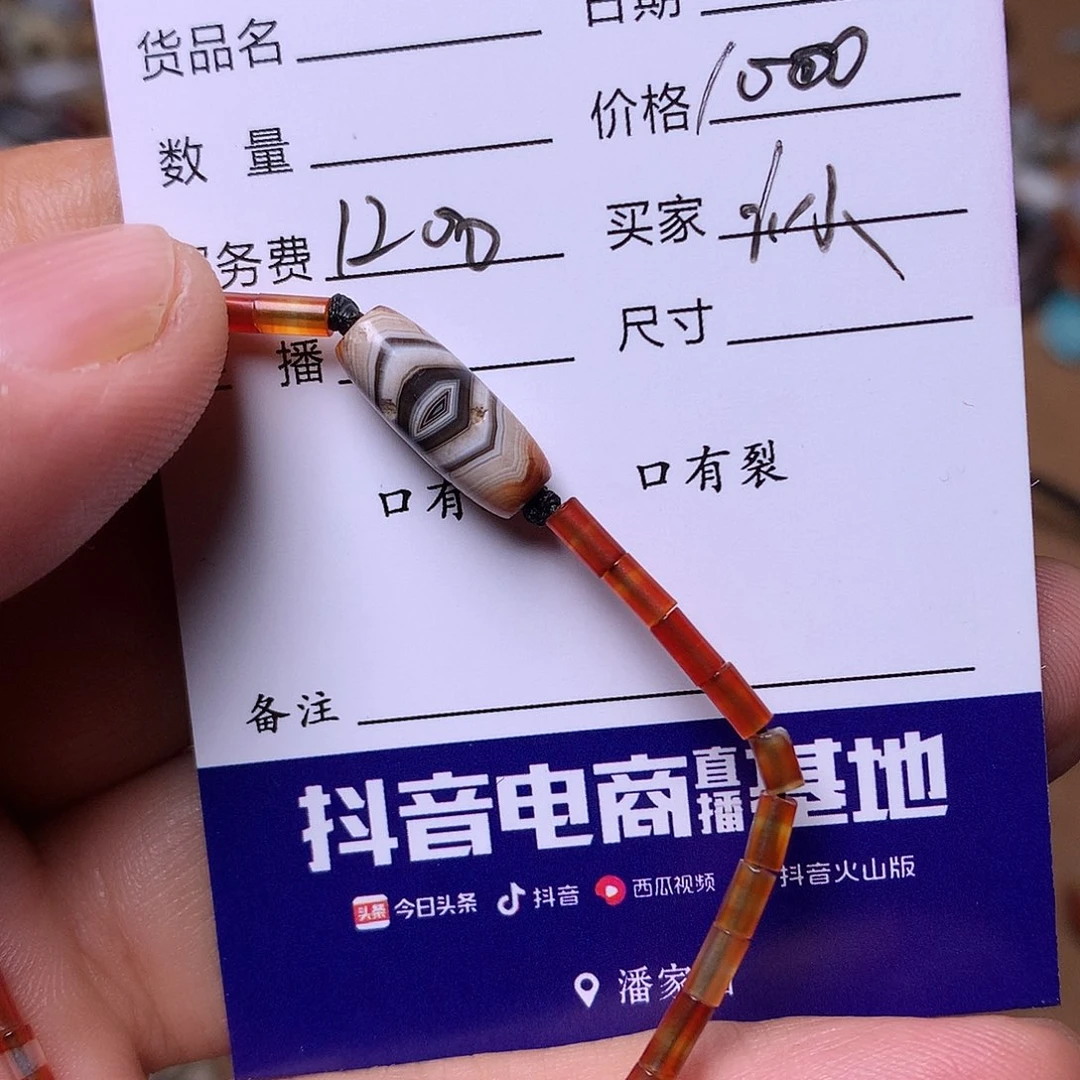 货品名
日期
数 量
价格 1000
务费 1200
买家
播
尺寸
口有
口有裂
备注
抖音电商直播基地
今日头条 抖音 西瓜视频 抖音火山版
潘家